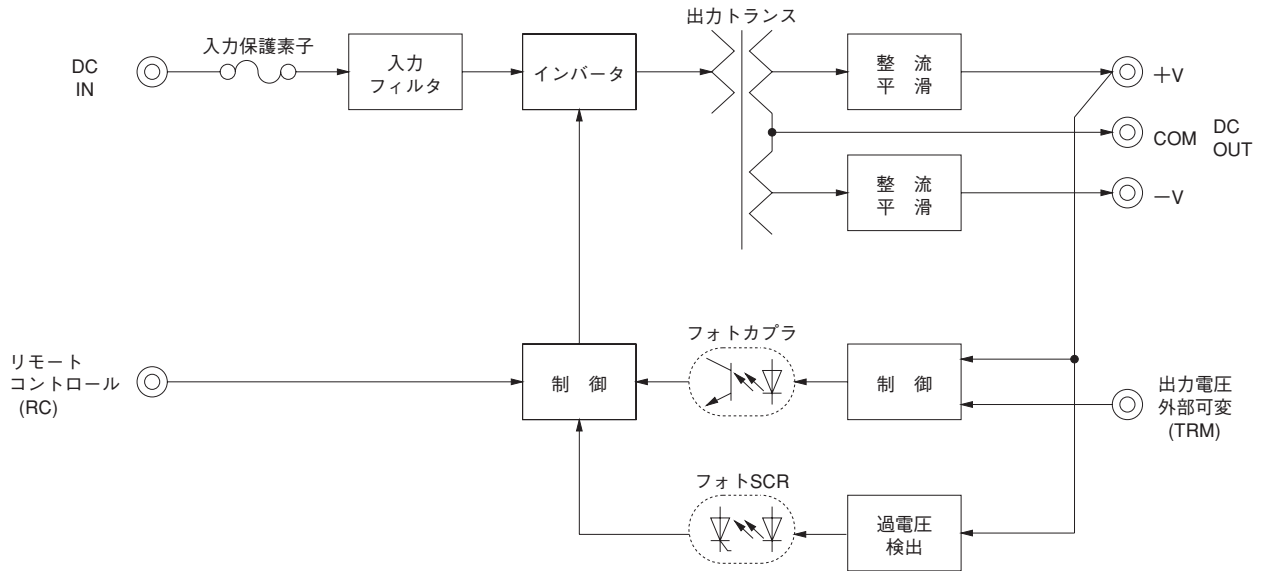 出力トランス
入力保護素子
DC
IN
入力
フィルタ
インバータ
整 流
平 滑
+V
COM
DC
OUT
整 流
平 滑
−V
リモート
コントロール
(RC)
制 御
フォトカプラ
制 御
出力電圧
外部可変
(TRM)
フォトSCR
過電圧
検出